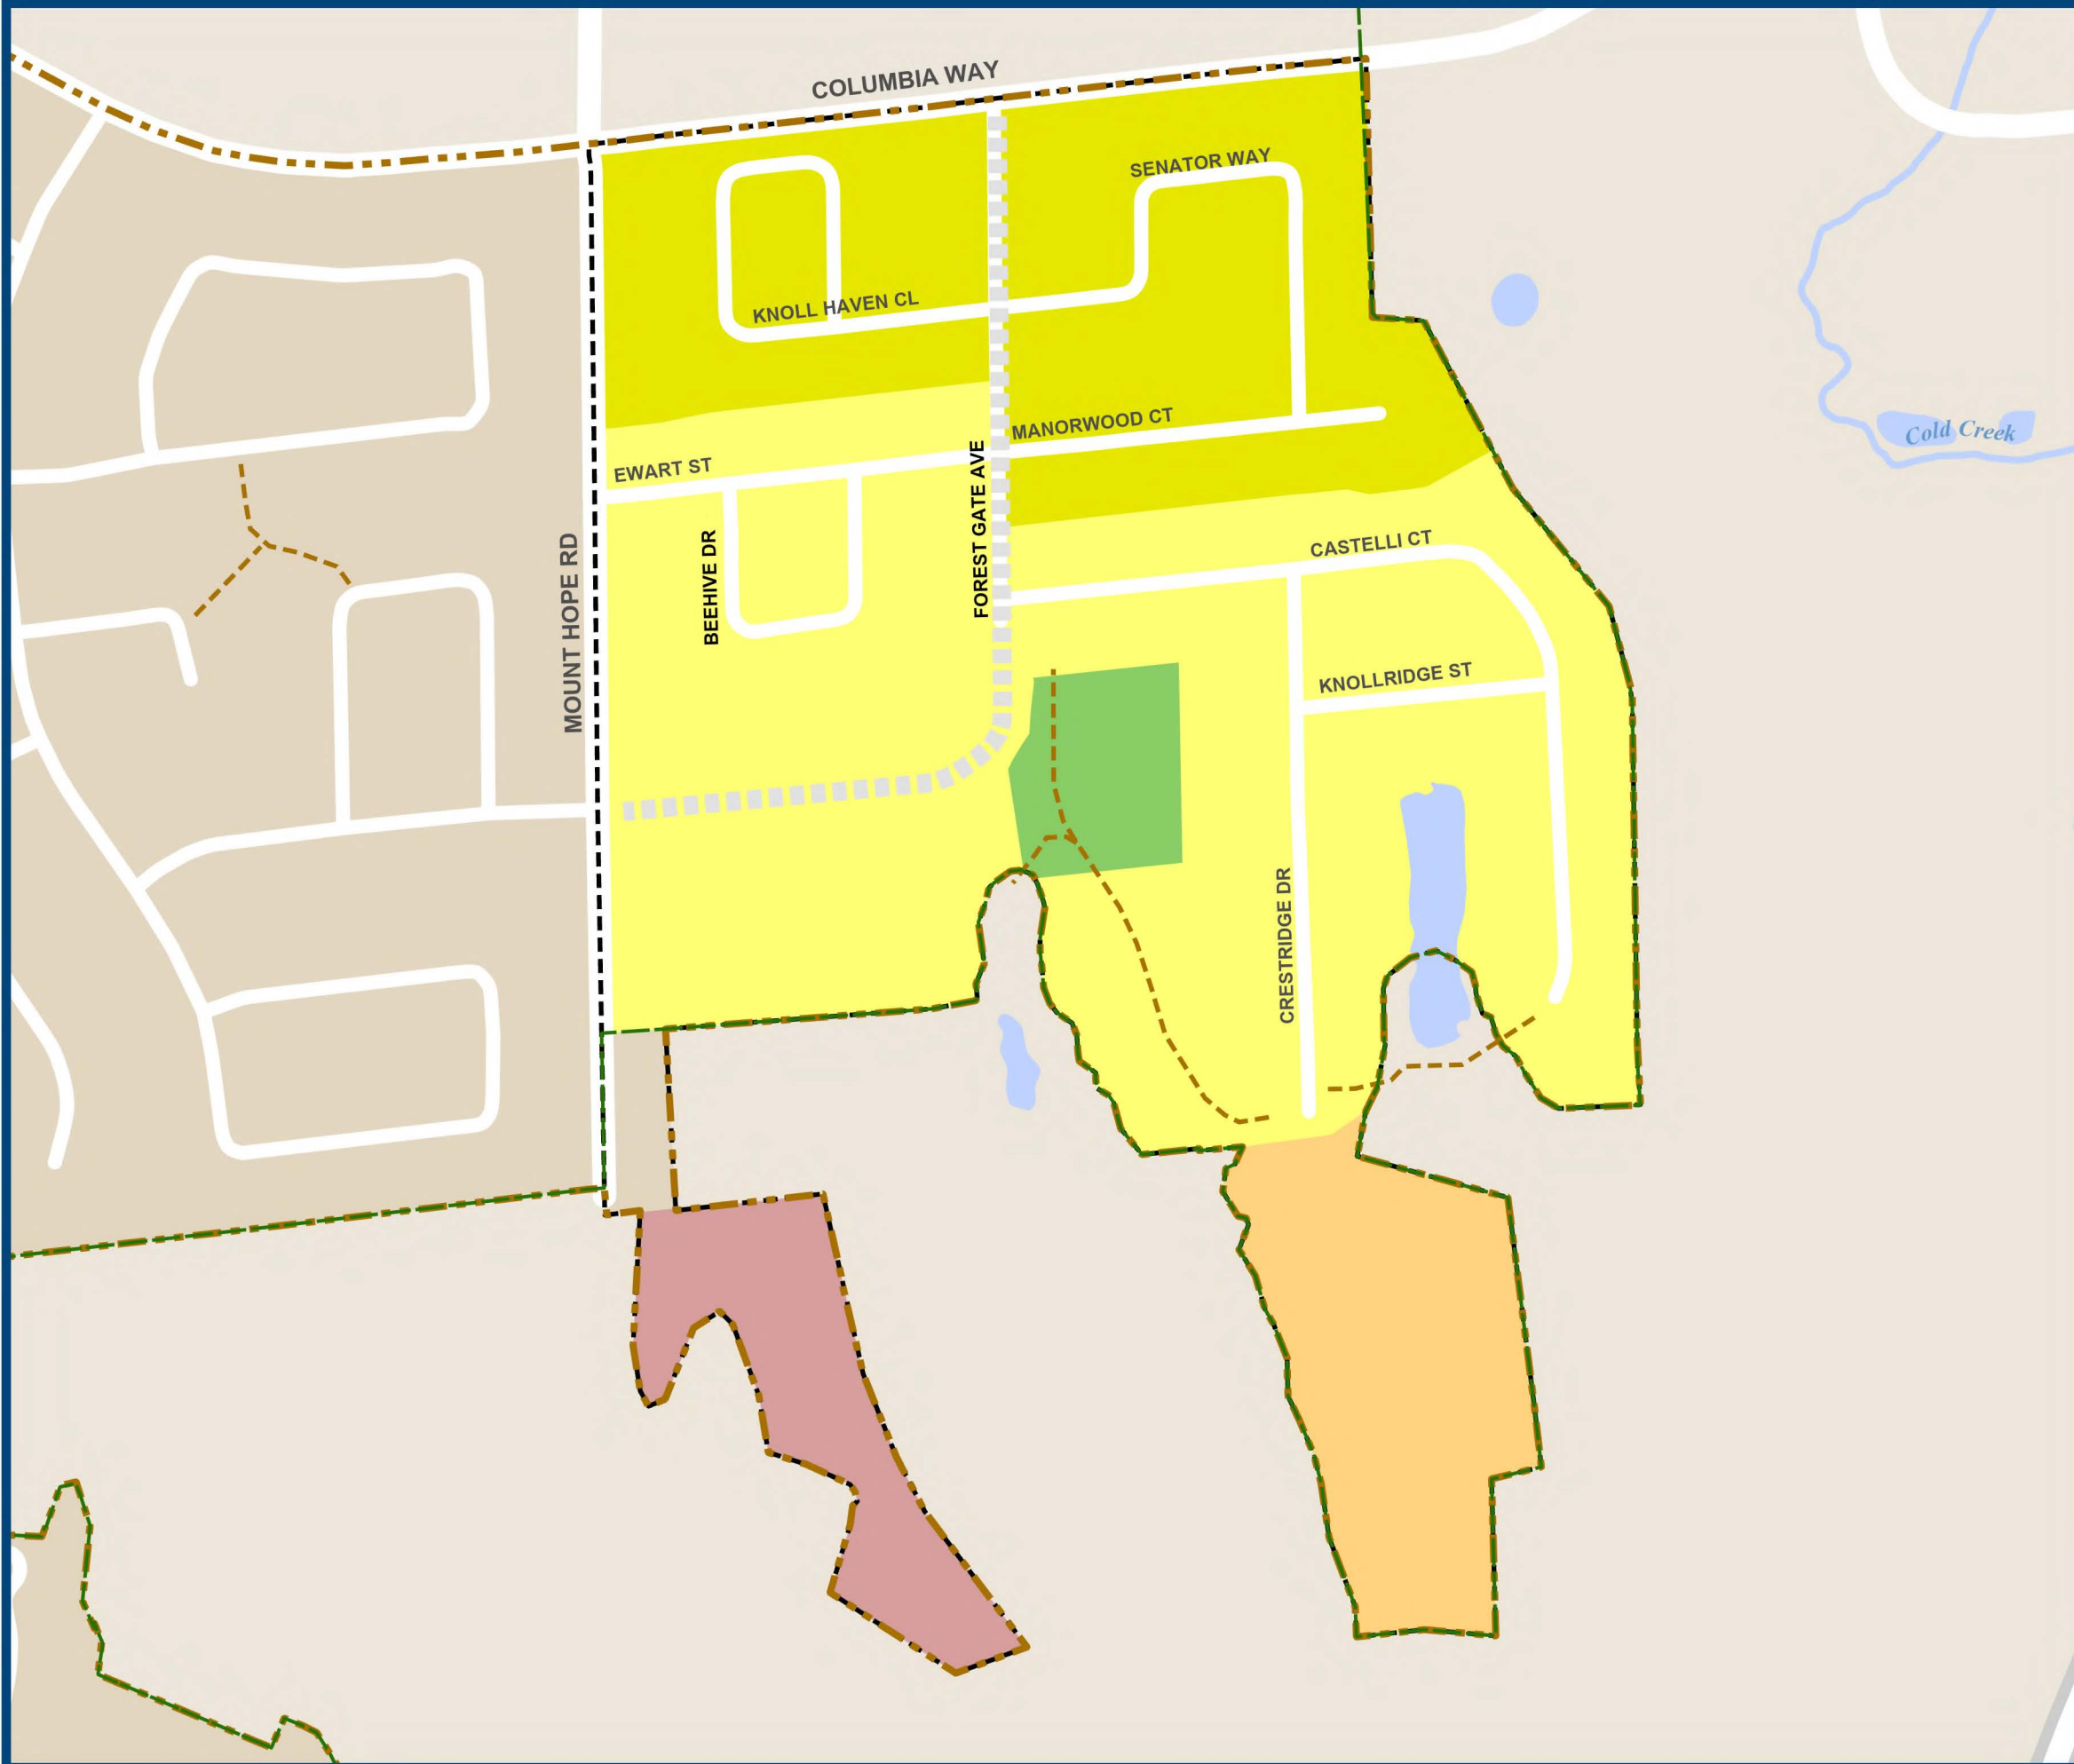 COLUMBIA WAY
SENATOR WAY
KNOLL HAVEN CL
MANORWOOD CT
Cold Creek
EWART ST
FOREST GATE AVE
BEEHIVE DR
MOUNT HOPE RD
CASTELLI CT
KNOLLRIDGE ST
CRESTRIDGE DR